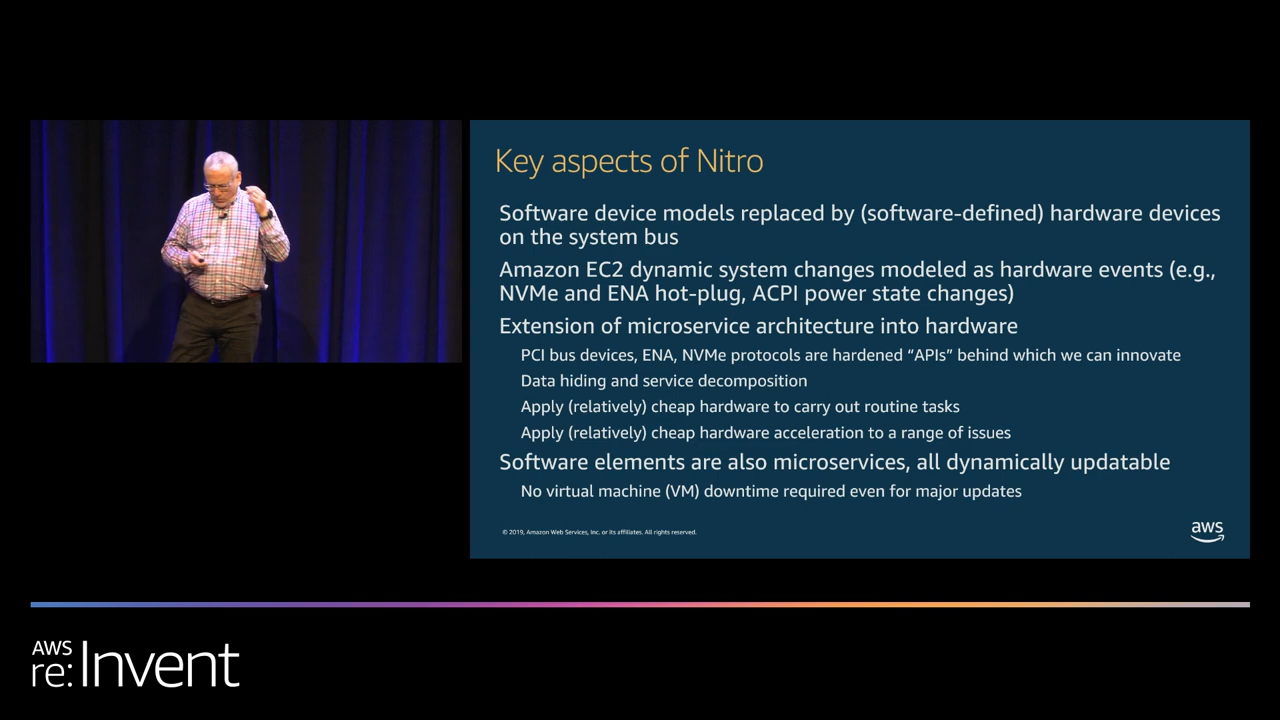 Key aspects of Nitro
Software device models replaced by (software-defined) hardware devices
on the system bus
Amazon EC2 dynamic system changes modeled as hardware events (e.g.,
NVMe and ENA hot-plug, ACPI power state changes)
Extension of microservice architecture into hardware
PCI bus devices, ENA, NVMe protocols are hardened “APIs” behind which we can innovate
Data hiding and service decomposition
Apply (relatively) cheap hardware to carry out routine tasks
Apply (relatively) cheap hardware acceleration to a range of issues
Software elements are also microservices, all dynamically updatable
No virtual machine (VM) downtime required even for major updates
© 2019, Amazon Web Services, Inc. or its affiliates. All rights reserved.
aws
AWS
re:Invent